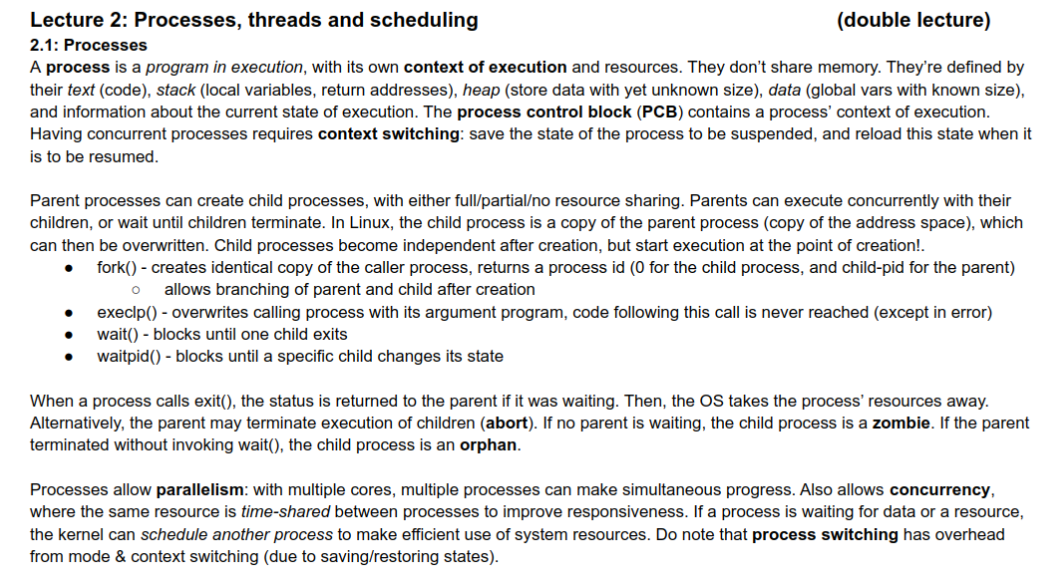 Lecture 2: Processes, threads and scheduling (double lecture)
2.1: Processes
A process is a program in execution, with its own context of execution and resources. They don't share memory. They're defined by
their text (code), stack (local variables, return addresses), heap (store data with yet unknown size), data (global vars with known size),
and information about the current state of execution. The process control block (PCB) contains a process' context of execution.
Having concurrent processes requires context switching: save the state of the process to be suspended, and reload this state when it
is to be resumed.
Parent processes can create child processes, with either full/partial/no resource sharing. Parents can execute concurrently with their
children, or wait until children terminate. In Linux, the child process is a copy of the parent process (copy of the address space), which
can then be overwritten. Child processes become independent after creation, but start execution at the point of creation!.
● fork() - creates identical copy of the caller process, returns a process id (0 for the child process, and child-pid for the parent)
○ allows branching of parent and child after creation
● execlp() - overwrites calling process with its argument program, code following this call is never reached (except in error)
● wait() - blocks until one child exits
● waitpid() - blocks until a specific child changes its state
When a process calls exit(), the status is returned to the parent if it was waiting. Then, the OS takes the process' resources away.
Alternatively, the parent may terminate execution of children (abort). If no parent is waiting, the child process is a zombie. If the parent
terminated without invoking wait(), the child process is an orphan.
Processes allow parallelism: with multiple cores, multiple processes can make simultaneous progress. Also allows concurrency,
where the same resource is time-shared between processes to improve responsiveness. If a process is waiting for data or a resource,
the kernel can schedule another process to make efficient use of system resources. Do note that process switching has overhead
from mode & context switching (due to saving/restoring states).